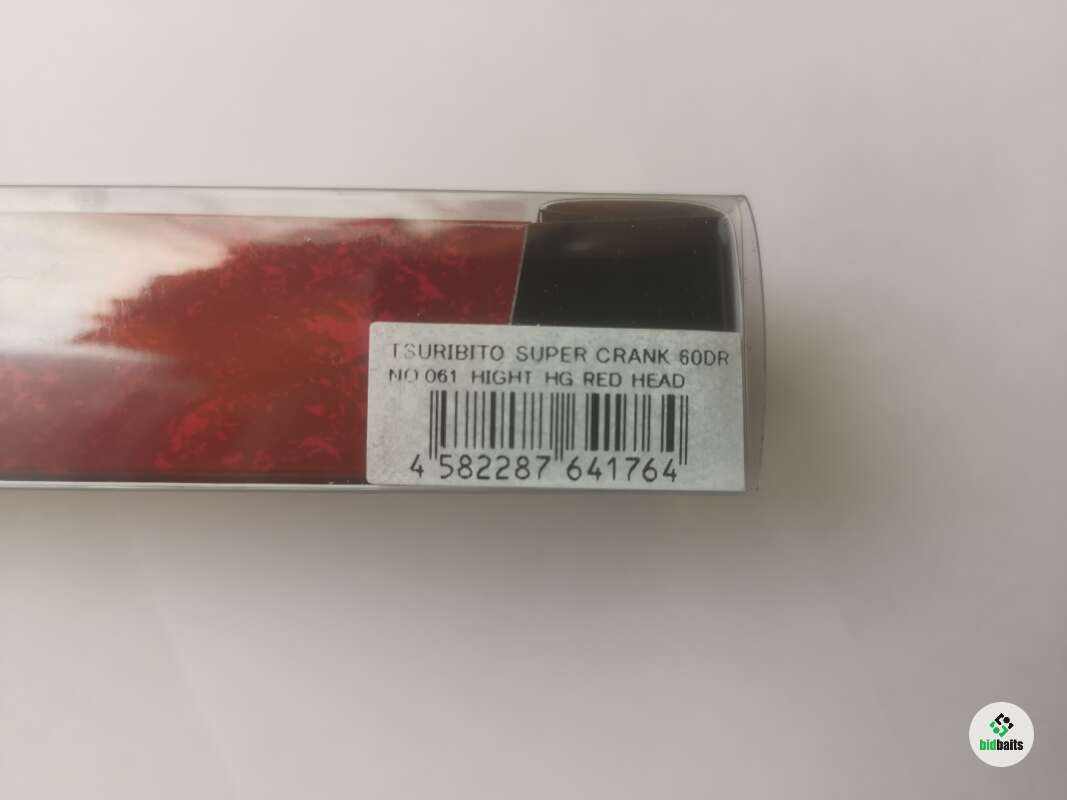 TSURIBITO SUPER CRANK 60DR
NO.061 HIGHT HG RED HEAD
4 582287 641764
bidbaits